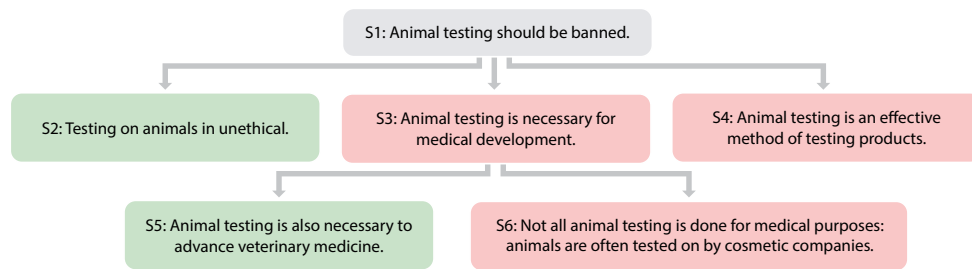 S1: Animal testing should be banned.
S2: Testing on animals in unethical.
S3: Animal testing is necessary for
medical development.
S4: Animal testing is an effective
method of testing products.
S5: Animal testing is also necessary to
advance veterinary medicine.
S6: Not all animal testing is done for medical purposes:
animals are often tested on by cosmetic companies.